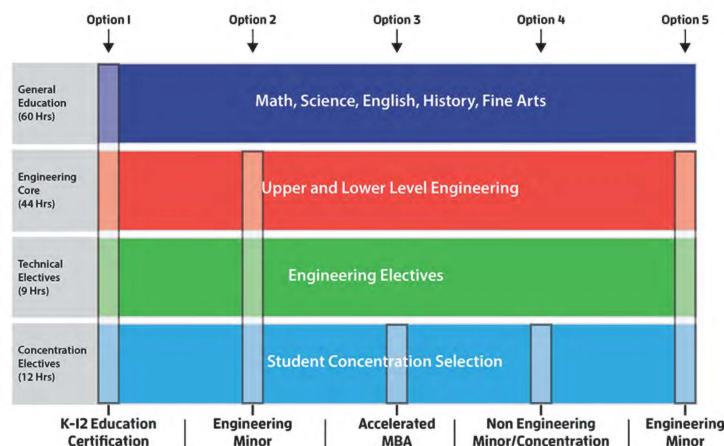 Option 1 Option 2 Option 3 Option 4 Option 5
General
Education
(60 Hrs)
Math, Science, English, History, Fine Arts
Engineering
Core
(44 Hrs)
Upper and Lower Level Engineering
Technical
Electives
(9 Hrs)
Engineering Electives
Concentration
Electives
(12 Hrs)
Student Concentration Selection
K-12 Education
Certification
Engineering
Minor
Accelerated
MBA
Non Engineering
Minor/Concentration
Engineering
Minor